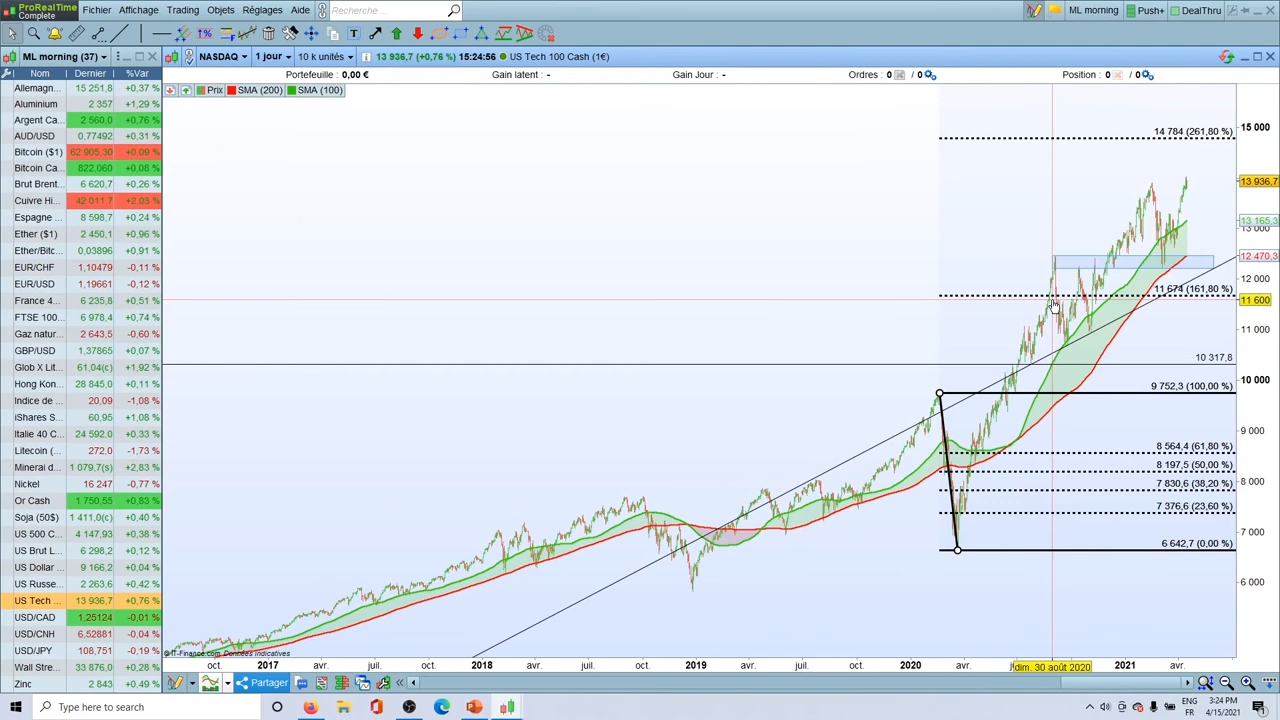 ProRealTime
Complete
Fichier Affichage Trading Objets Réglages Aide
Recherche ...
ML morning Push+ DealThru
ML morning (37)
NASDAQ 1 jour 10 k unités 13 936,7 (+0,76 %) 15:24:56 US Tech 100 Cash (1€)
Nom Dernier %Var
Portefeuille : 0,00 € Gain latent : - Gain Jour : - Ordres : 0 / 0 Position : 0 / 0
Prix SMA (200) SMA (100)
Allemagn... 15 251,8 +0,37 %
Aluminium 2 357 +1,29 %
Argent Ca... 2 560,0 +0,76 %
AUD/USD 0,77492 +0,31 %
Bitcoin ($1) 62 905,30 +0,09 %
Bitcoin Ca... 822,060 +0,08 %
Brut Brent... 6 620,7 +0,26 %
Cuivre Hi... 42 011,7 +2,03 %
Espagne ... 8 598,7 +0,24 %
Ether ($1) 2 450,1 +0,96 %
Ether/Bitc... 0,03896 +0,91 %
EUR/CHF 1,10479 -0,11 %
EUR/USD 1,19661 -0,12 %
France 4... 6 235,8 +0,51 %
FTSE 100... 6 978,4 +0,74 %
Gaz natur... 2 643,5 -0,60 %
GBP/USD 1,37865 +0,07 %
Glob X Lit... 61,04(c) +1,92 %
Hong Kon... 28 845,0 +0,11 %
Indice de ... 20,90 -1,08 %
iShares S... 60,95 +1,08 %
Italie 40 C... 24 592,0 +0,33 %
Litecoin (... 272,0 -1,73 %
Minerai d... 1 079,7(s) +2,83 %
Nickel 16 247 -0,77 %
Or Cash 1 750,55 +0,83 %
Soja (50$) 1 411,0(c) +0,40 %
US 500 C... 4 147,93 +0,38 %
US Brut L... 6 298,2 +0,12 %
US Dollar ... 9 166,2 +0,04 %
US Russe... 2 263,6 +0,42 %
US Tech ... 13 936,7 +0,76 %
USD/CAD 1,25124 -0,01 %
USD/CNH 6,52881 -0,04 %
USD/JPY 108,751 -0,19 %
Wall Stre... 33 876,0 +0,28 %
Zinc 2 843 +0,49 %
14 784 (261,80 %)
11 674 (161,80 %)
10 317,8
9 752,3 (100,00 %)
8 564,4 (61,80 %)
8 197,5 (50,00 %)
7 830,6 (38,20 %)
7 376,6 (23,60 %)
6 642,7 (0,00 %)
15 000
13 936,7
13 165,3
13 000
12 470,3
12 000
11 600
11 000
10 000
9 000
8 000
7 000
6 000
© IT-Finance.com Données indicatives
oct. 2017 avr. juil. oct. 2018 avr. juil. oct. 2019 avr. juil. oct. 2020 avr. dim. 30 août 2020 2021 avr.
Partager
Type here to search
ENG
FR
3:24 PM
4/15/2021